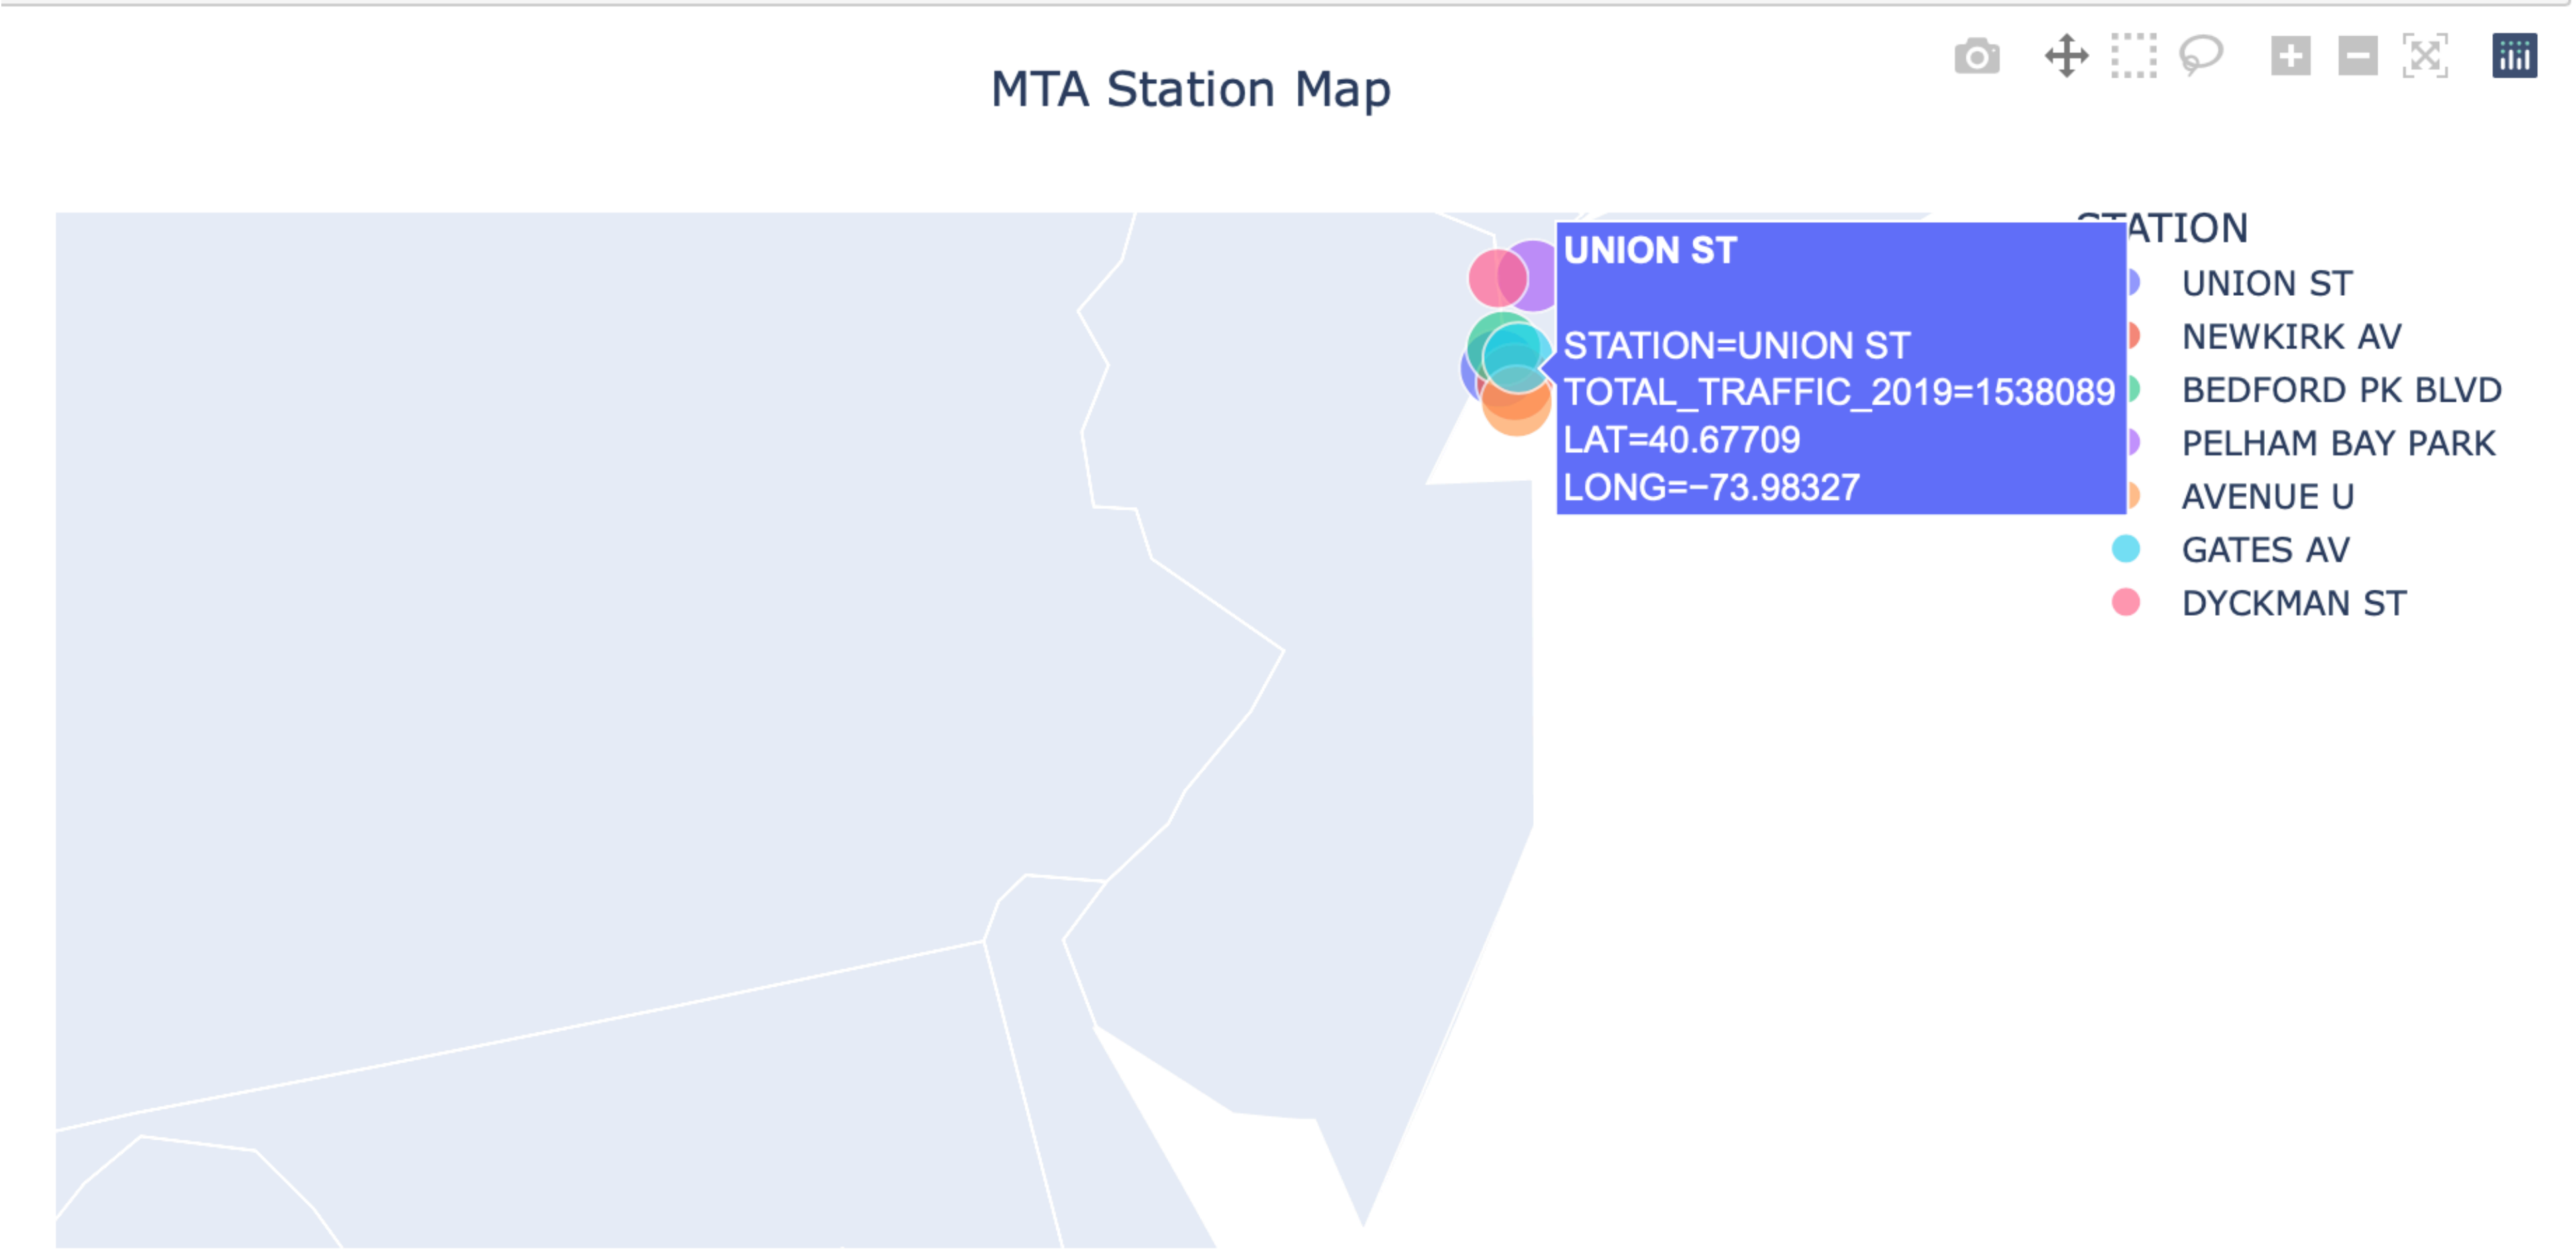 MTA Station Map
UNION ST
STATION=UNION ST
TOTAL_TRAFFIC_2019=1538089
LAT=40.67709
LONG=−73.98327
STATION
UNION ST
NEWKIRK AV
BEDFORD PK BLVD
PELHAM BAY PARK
AVENUE U
GATES AV
DYCKMAN ST